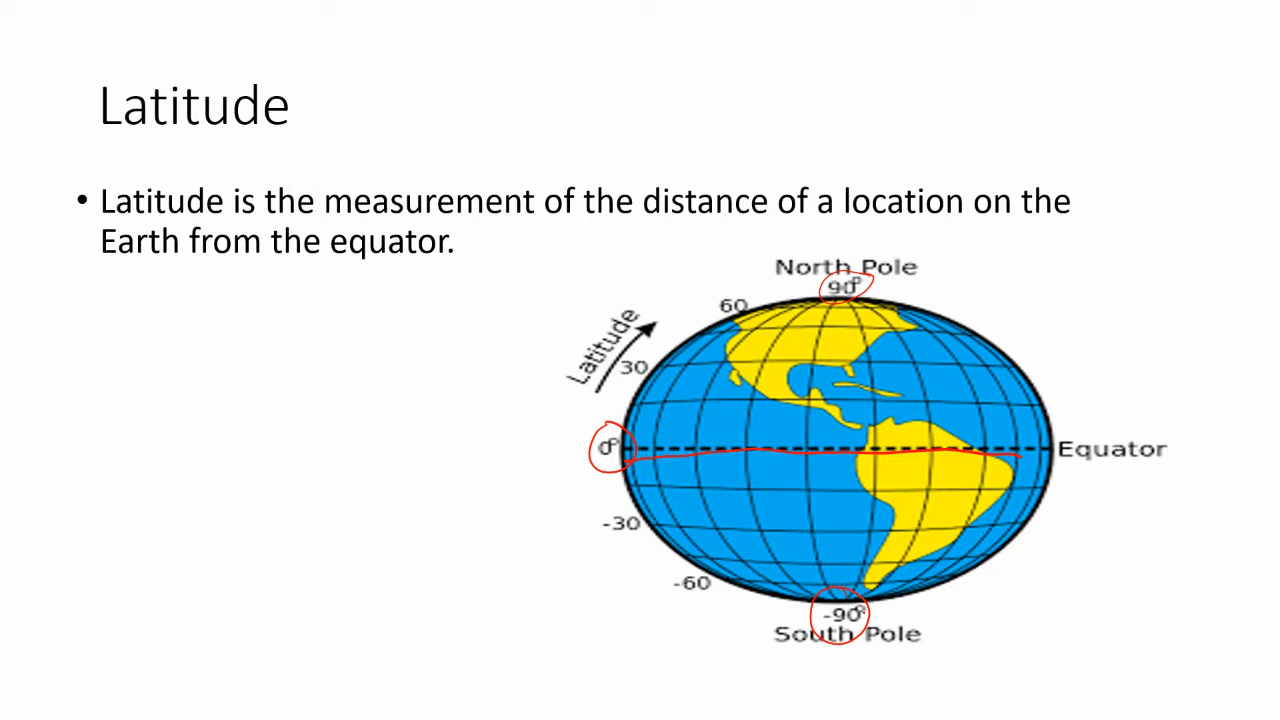 Latitude
• Latitude is the measurement of the distance of a location on the
Earth from the equator.
North Pole
90°
60
Latitude
30
0°
Equator
-30
-60
-90°
South Pole